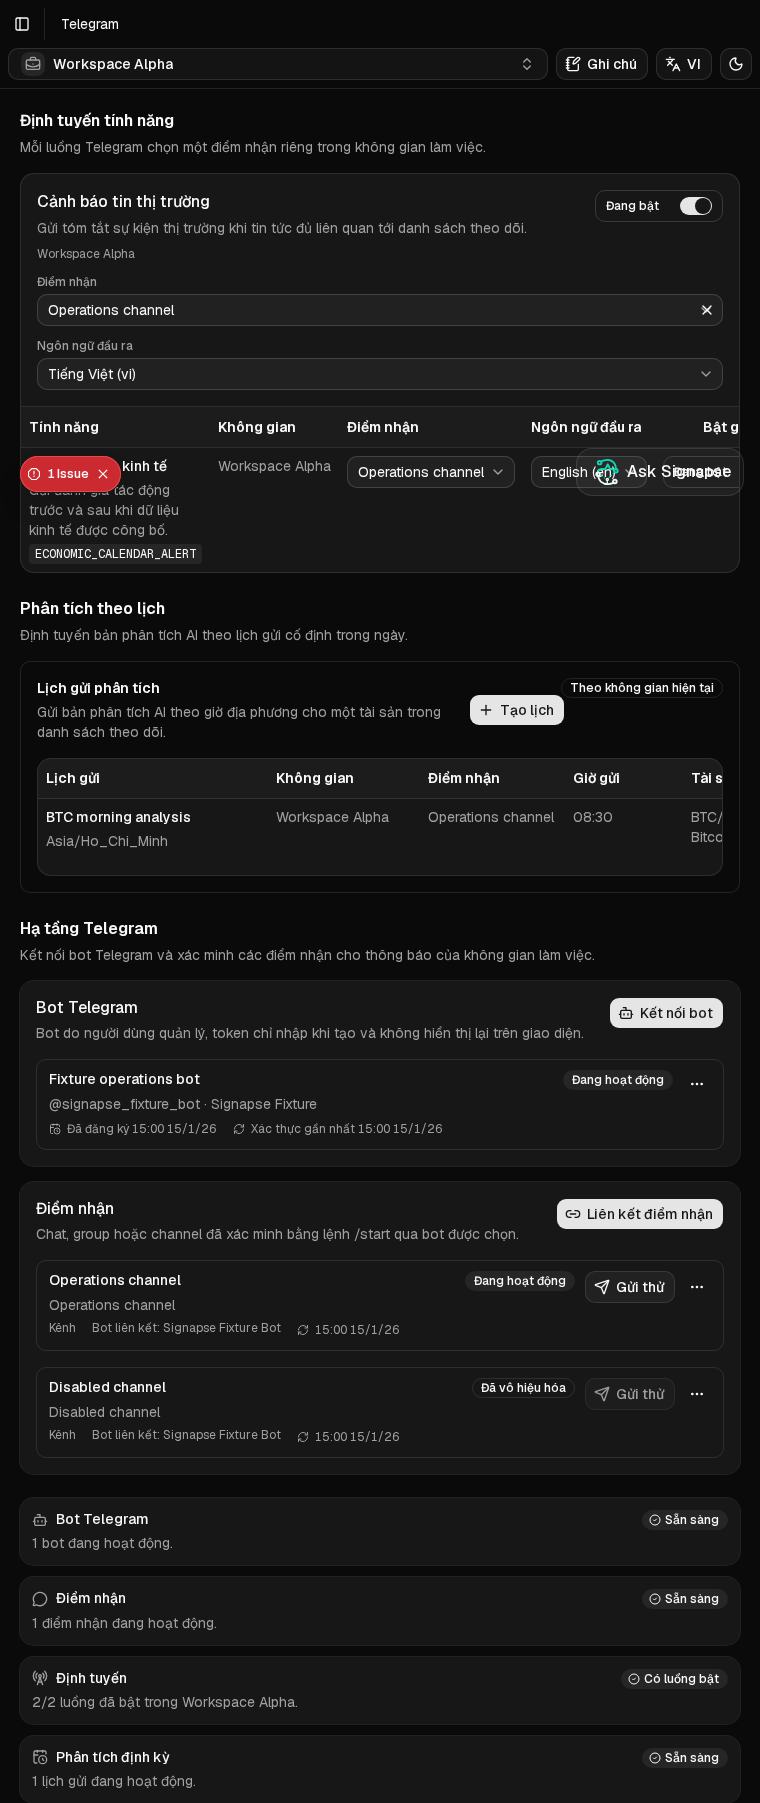 Telegram
Workspace Alpha
Ghi chú
VI
Định tuyến tính năng
Mỗi luồng Telegram chọn một điểm nhận riêng trong không gian làm việc.
Cảnh báo tin thị trường
Đang bật
Gửi tóm tắt sự kiện thị trường khi tin tức đủ liên quan tới danh sách theo dõi.
Workspace Alpha
Điểm nhận
Operations channel
Ngôn ngữ đầu ra
Tiếng Việt (vi)
Tính năng Không gian Điểm nhận Ngôn ngữ đầu ra Bật g
1 Issue
kinh tế
Workspace Alpha
Operations channel
English (en)
Ask Signapse
Đang bật
Gửi đánh giá tác động
trước và sau khi dữ liệu
kinh tế được công bố.
ECONOMIC_CALENDAR_ALERT
Phân tích theo lịch
Định tuyến bản phân tích AI theo lịch gửi cố định trong ngày.
Lịch gửi phân tích
Theo không gian hiện tại
Gửi bản phân tích AI theo giờ địa phương cho một tài sản trong
danh sách theo dõi.
Tạo lịch
Lịch gửi Không gian Điểm nhận Giờ gửi Tài s
BTC morning analysis Workspace Alpha Operations channel 08:30 BTC/
Asia/Ho_Chi_Minh Bitco
Hạ tầng Telegram
Kết nối bot Telegram và xác minh các điểm nhận cho thông báo của không gian làm việc.
Bot Telegram
Kết nối bot
Bot do người dùng quản lý, token chỉ nhập khi tạo và không hiển thị lại trên giao diện.
Fixture operations bot
Đang hoạt động
@signapse_fixture_bot · Signapse Fixture
Đã đăng ký 15:00 15/1/26 Xác thực gần nhất 15:00 15/1/26
Điểm nhận
Liên kết điểm nhận
Chat, group hoặc channel đã xác minh bằng lệnh /start qua bot được chọn.
Operations channel
Đang hoạt động
Gửi thử
Operations channel
Kênh Bot liên kết: Signapse Fixture Bot 15:00 15/1/26
Disabled channel
Đã vô hiệu hóa
Gửi thử
Disabled channel
Kênh Bot liên kết: Signapse Fixture Bot 15:00 15/1/26
Bot Telegram
Sẵn sàng
1 bot đang hoạt động.
Điểm nhận
Sẵn sàng
1 điểm nhận đang hoạt động.
Định tuyến
Có luồng bật
2/2 luồng đã bật trong Workspace Alpha.
Phân tích định kỳ
Sẵn sàng
1 lịch gửi đang hoạt động.